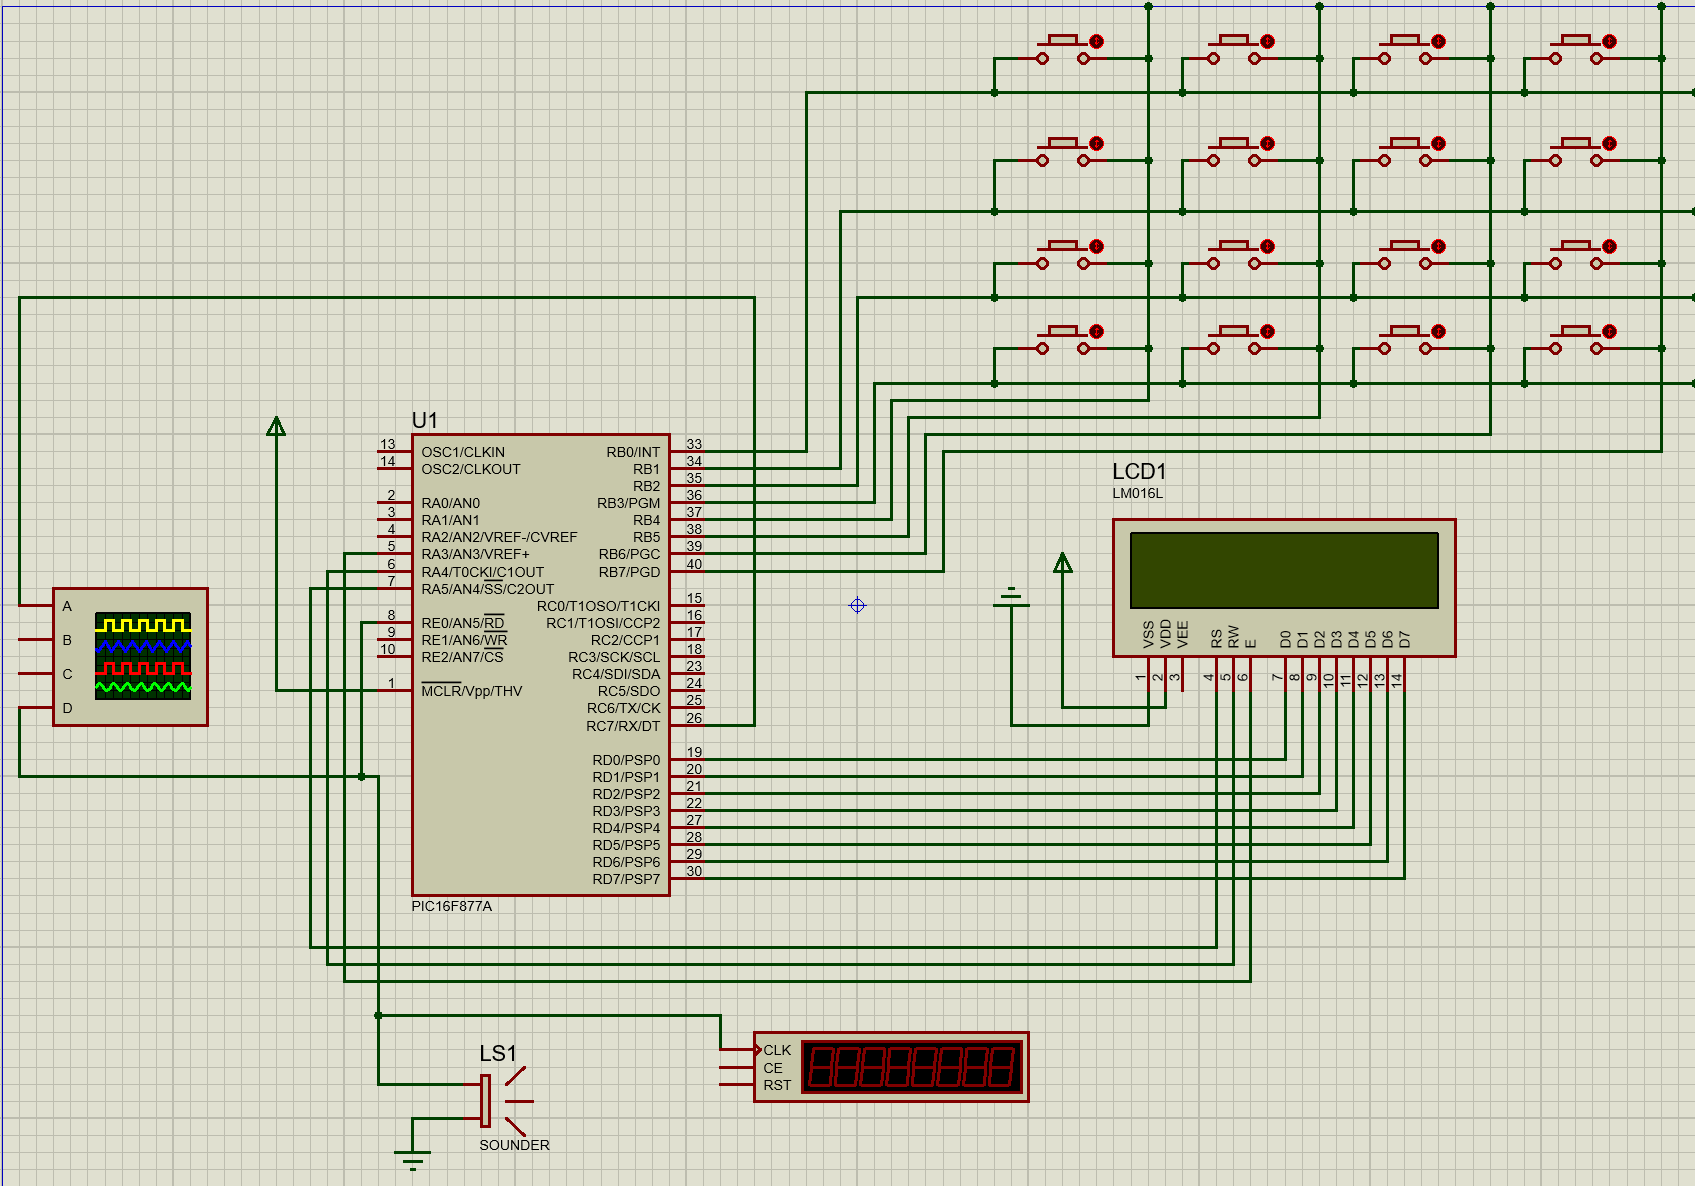 U1
13 OSC1/CLKIN RB0/INT 33
14 OSC2/CLKOUT RB1 34
RB2 35
2 RA0/AN0 RB3/PGM 36
3 RA1/AN1 RB4 37
4 RA2/AN2/VREF-/CVREF RB5 38
5 RA3/AN3/VREF+ RB6/PGC 39
6 RA4/T0CKI/C1OUT RB7/PGD 40
7 RA5/AN4/SS/C2OUT
RC0/T1OSO/T1CKI 15
8 RE0/AN5/RD RC1/T1OSI/CCP2 16
9 RE1/AN6/WR RC2/CCP1 17
10 RE2/AN7/CS RC3/SCK/SCL 18
RC4/SDI/SDA 23
1 MCLR/Vpp/THV RC5/SDO 24
RC6/TX/CK 25
RC7/RX/DT 26
RD0/PSP0 19
RD1/PSP1 20
RD2/PSP2 21
RD3/PSP3 22
RD4/PSP4 27
RD5/PSP5 28
RD6/PSP6 29
RD7/PSP7 30
PIC16F877A
A
B
C
D
LCD1
LM016L
VSS VDD VEE RS RW E D0 D1 D2 D3 D4 D5 D6 D7
1 2 3 4 5 6 7 8 9 10 11 12 13 14
LS1
SOUNDER
CLK
CE
RST